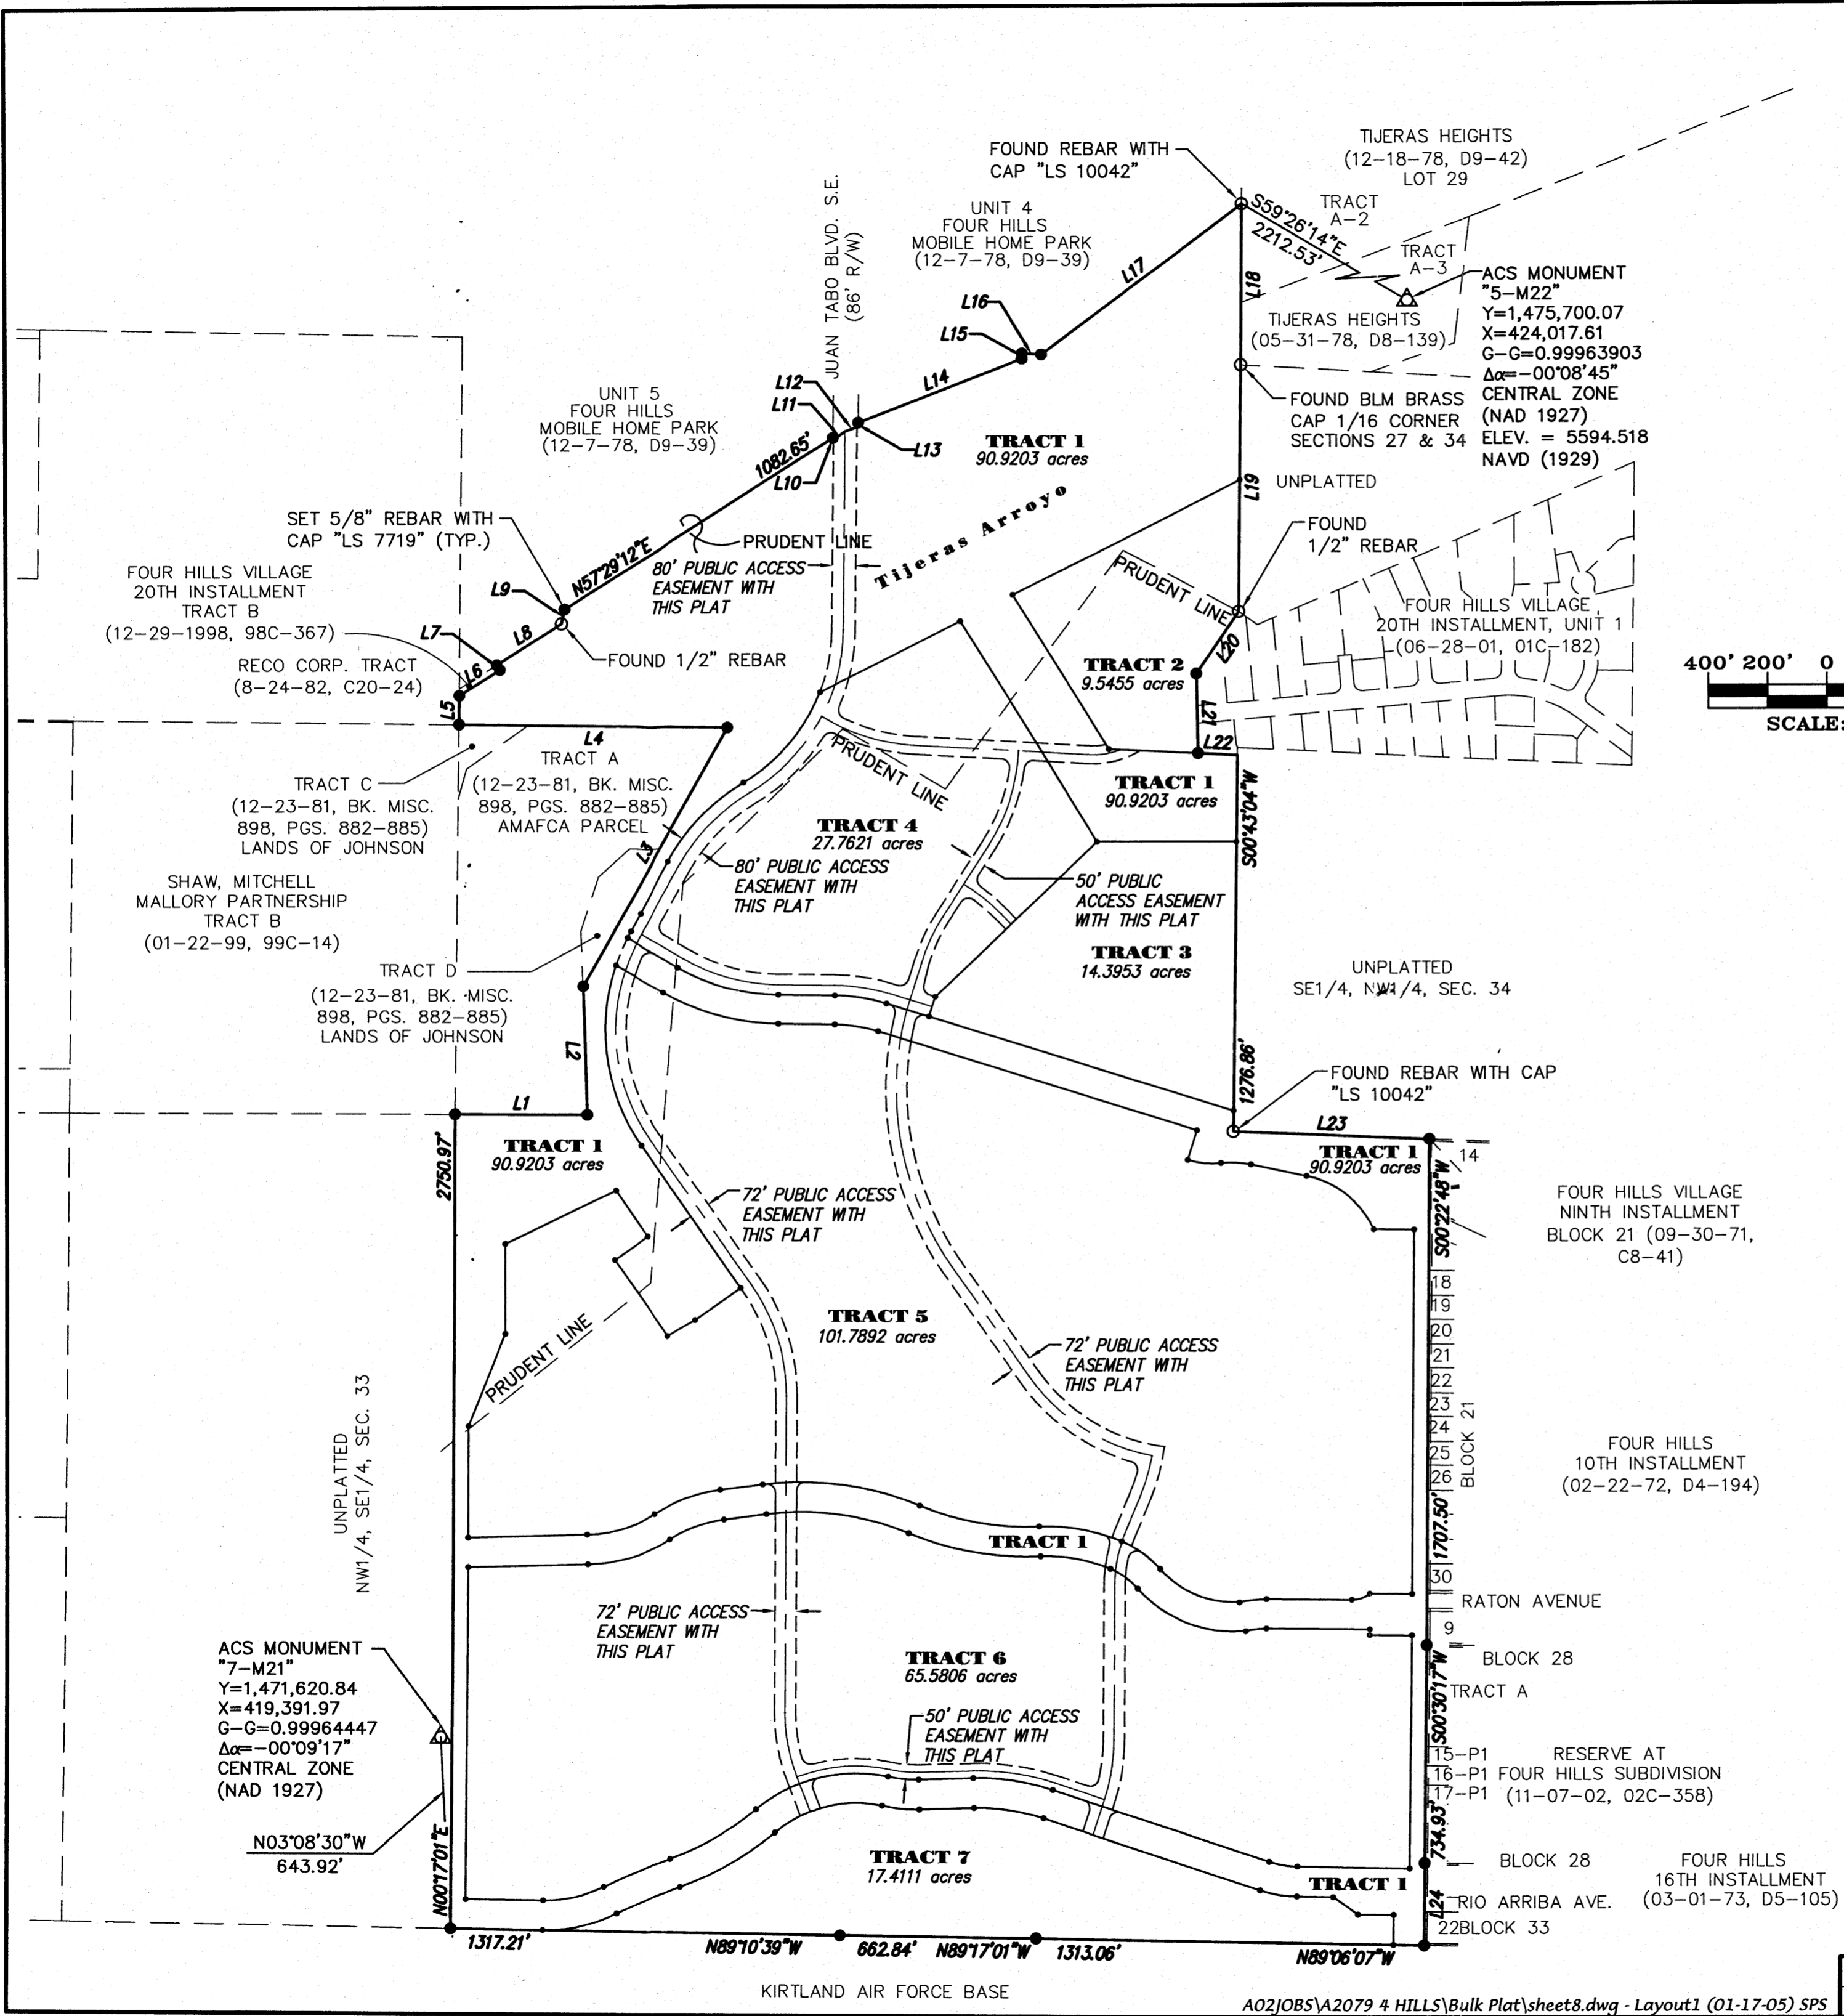 TIJERAS HEIGHTS
(12-18-78, D9-42)
LOT 29
FOUND REBAR WITH
CAP "LS 10042"
S59°26'14"E
2212.53'
TRACT
A-2
TRACT
A-3
UNIT 4
FOUR HILLS
MOBILE HOME PARK
(12-7-78, D9-39)
JUAN TABO BLVD. S.E.
(86' R/W)
L17
L18
L16
L15
L14
ACS MONUMENT
"5-M22"
Y=1,475,700.07
X=424,017.61
G-G=0.99963903
Δα=-00°08'45"
CENTRAL ZONE
(NAD 1927)
ELEV. = 5594.518
NAVD (1929)
TIJERAS HEIGHTS
(05-31-78, D8-139)
FOUND BLM BRASS
CAP 1/16 CORNER
SECTIONS 27 & 34
L12
L11
L13
L10
UNIT 5
FOUR HILLS
MOBILE HOME PARK
(12-7-78, D9-39)
1082.65'
N57°29'12"E
TRACT 1
90.9203 acres
L19
UNPLATTED
Tijeras Arroyo
SET 5/8" REBAR WITH
CAP "LS 7719" (TYP.)
PRUDENT LINE
80' PUBLIC ACCESS
EASEMENT WITH
THIS PLAT
FOUND
1/2" REBAR
FOUR HILLS VILLAGE
20TH INSTALLMENT
TRACT B
(12-29-1998, 98C-367)
L9
L8
L7
L6
L5
FOUND 1/2" REBAR
RECO CORP. TRACT
(8-24-82, C20-24)
PRUDENT LINE
FOUR HILLS VILLAGE
20TH INSTALLMENT, UNIT 1
(06-28-01, 01C-182)
L20
TRACT 2
9.5455 acres
L21
L22
400' 200' 0
SCALE:
L4
TRACT A
(12-23-81, BK. MISC.
898, PGS. 882-885)
AMAFCA PARCEL
TRACT C
(12-23-81, BK. MISC.
898, PGS. 882-885)
LANDS OF JOHNSON
PRUDENT LINE
TRACT 1
90.9203 acres
S00°43'04"W
TRACT 4
27.7621 acres
L3
80' PUBLIC ACCESS
EASEMENT WITH
THIS PLAT
50' PUBLIC
ACCESS EASEMENT
WITH THIS PLAT
SHAW, MITCHELL
MALLORY PARTNERSHIP
TRACT B
(01-22-99, 99C-14)
TRACT D
(12-23-81, BK. MISC.
898, PGS. 882-885)
LANDS OF JOHNSON
TRACT 3
14.3953 acres
UNPLATTED
SE1/4, NW1/4, SEC. 34
L2
1276.86'
FOUND REBAR WITH CAP
"LS 10042"
L1
L23
TRACT 1
90.9203 acres
TRACT 1
90.9203 acres
2750.97'
14
S00°22'48"W
72' PUBLIC ACCESS
EASEMENT WITH
THIS PLAT
FOUR HILLS VILLAGE
NINTH INSTALLMENT
BLOCK 21 (09-30-71,
C8-41)
18
19
20
21
22
23
24
25
26
BLOCK 21
TRACT 5
101.7892 acres
PRUDENT LINE
72' PUBLIC ACCESS
EASEMENT WITH
THIS PLAT
UNPLATTED
NW1/4, SE1/4, SEC. 33
FOUR HILLS
10TH INSTALLMENT
(02-22-72, D4-194)
1707.50'
TRACT 1
30
RATON AVENUE
9
72' PUBLIC ACCESS
EASEMENT WITH
THIS PLAT
BLOCK 28
S00°30'17"W
TRACT A
ACS MONUMENT
"7-M21"
Y=1,471,620.84
X=419,391.97
G-G=0.99964447
Δα=-00°09'17"
CENTRAL ZONE
(NAD 1927)
TRACT 6
65.5806 acres
50' PUBLIC ACCESS
EASEMENT WITH
THIS PLAT
15-P1
16-P1
17-P1
RESERVE AT
FOUR HILLS SUBDIVISION
(11-07-02, 02C-358)
734.93'
N03°08'30"W
643.92'
N00°17'01"E
TRACT 7
17.4111 acres
TRACT 1
BLOCK 28
L24
RIO ARRIBA AVE.
22
BLOCK 33
FOUR HILLS
16TH INSTALLMENT
(03-01-73, D5-105)
1317.21'
N89°10'39"W
662.84'
N89°17'01"W
1313.06'
N89°06'07"W
KIRTLAND AIR FORCE BASE
A02JOBS\A2079 4 HILLS\Bulk Plat\sheet8.dwg - Layout1 (01-17-05) SPS